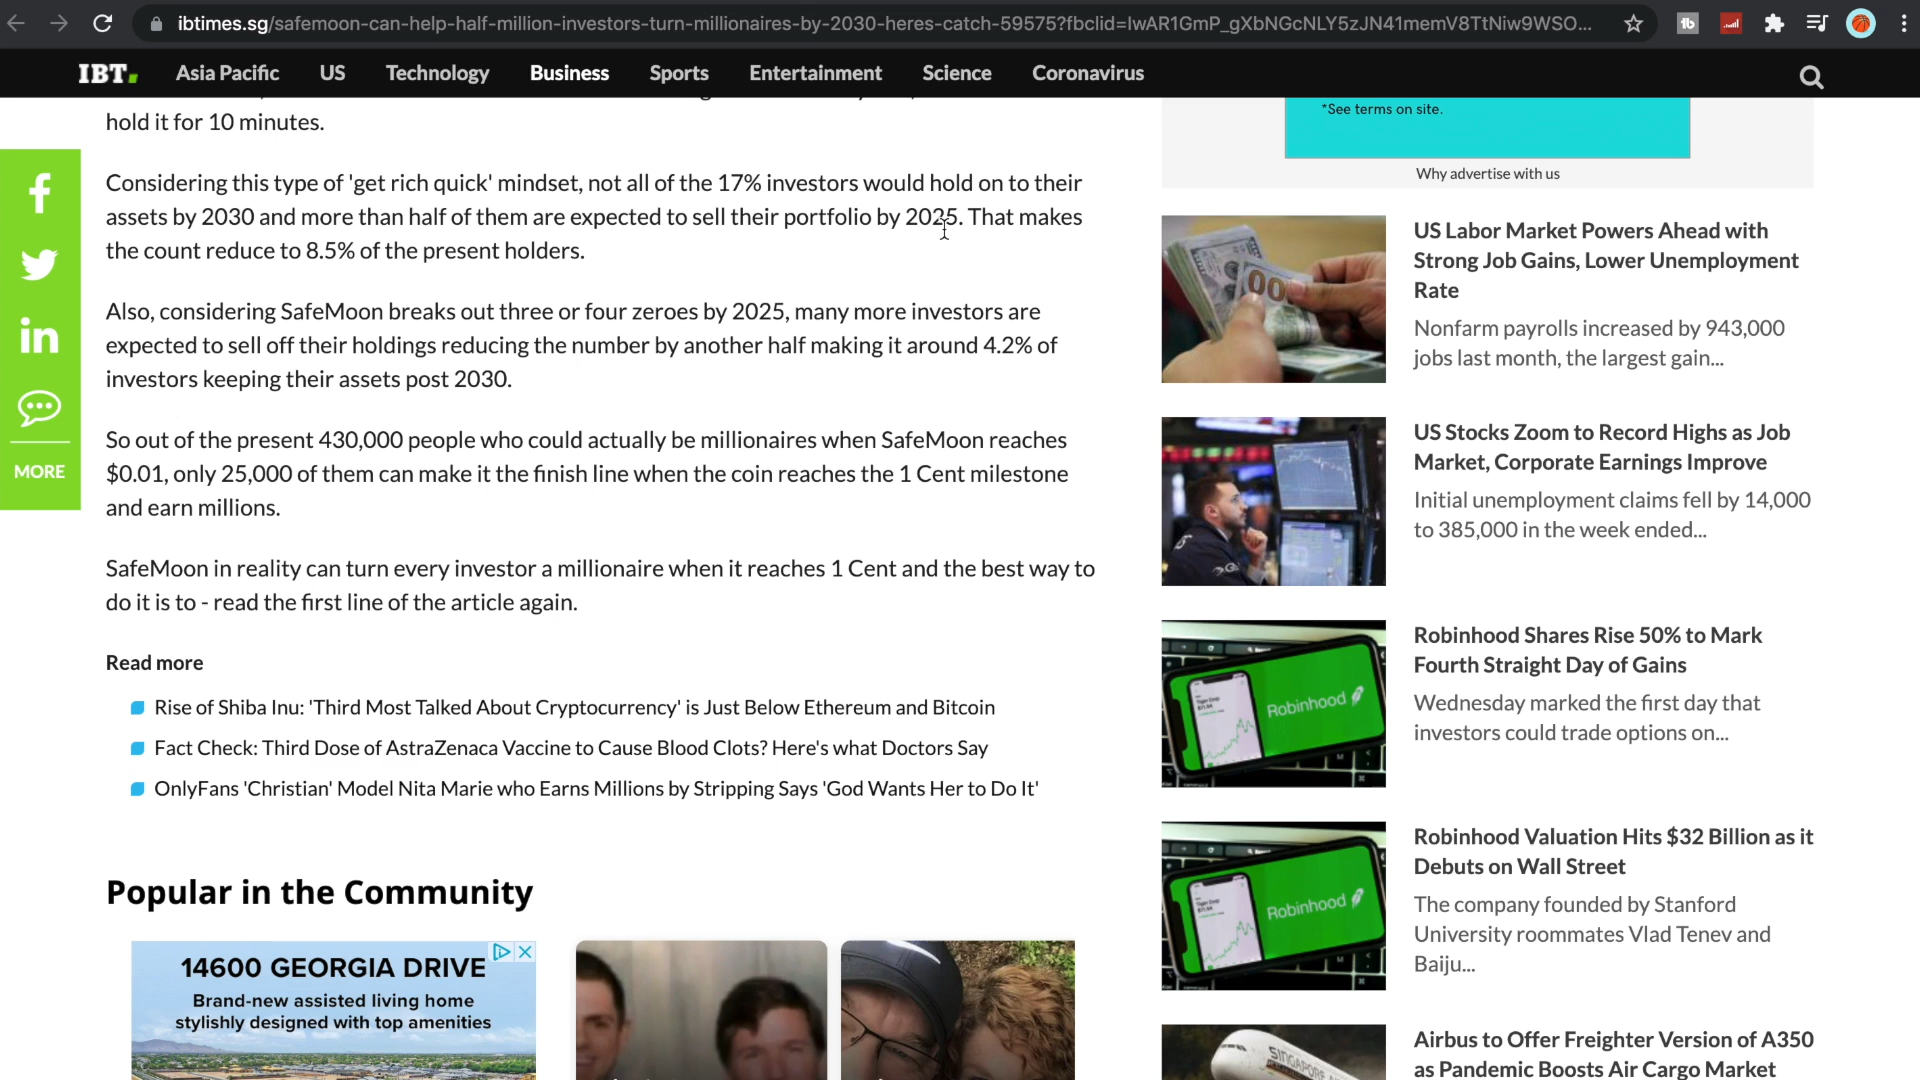 ibtimes.sg/safemoon-can-help-half-million-investors-turn-millionaires-by-2030-heres-catch-59575?fbclid=IwAR1GmP_gXbNGcNLY5zJN41memV8TtNiw9WSO...
IBT.
Asia Pacific
US
Technology
Business
Sports
Entertainment
Science
Coronavirus
hold it for 10 minutes.
Considering this type of 'get rich quick' mindset, not all of the 17% investors would hold on to their
assets by 2030 and more than half of them are expected to sell their portfolio by 2025. That makes
the count reduce to 8.5% of the present holders.
Also, considering SafeMoon breaks out three or four zeroes by 2025, many more investors are
expected to sell off their holdings reducing the number by another half making it around 4.2% of
investors keeping their assets post 2030.
So out of the present 430,000 people who could actually be millionaires when SafeMoon reaches
$0.01, only 25,000 of them can make it the finish line when the coin reaches the 1 Cent milestone
and earn millions.
SafeMoon in reality can turn every investor a millionaire when it reaches 1 Cent and the best way to
do it is to - read the first line of the article again.
MORE
Read more
Rise of Shiba Inu: 'Third Most Talked About Cryptocurrency' is Just Below Ethereum and Bitcoin
Fact Check: Third Dose of AstraZenaca Vaccine to Cause Blood Clots? Here's what Doctors Say
OnlyFans 'Christian' Model Nita Marie who Earns Millions by Stripping Says 'God Wants Her to Do It'
Popular in the Community
14600 GEORGIA DRIVE
Brand-new assisted living home
stylishly designed with top amenities
*See terms on site.
Why advertise with us
US Labor Market Powers Ahead with
Strong Job Gains, Lower Unemployment
Rate
Nonfarm payrolls increased by 943,000
jobs last month, the largest gain...
US Stocks Zoom to Record Highs as Job
Market, Corporate Earnings Improve
Initial unemployment claims fell by 14,000
to 385,000 in the week ended...
Robinhood
Robinhood Shares Rise 50% to Mark
Fourth Straight Day of Gains
Wednesday marked the first day that
investors could trade options on...
Robinhood
Robinhood Valuation Hits $32 Billion as it
Debuts on Wall Street
The company founded by Stanford
University roommates Vlad Tenev and
Baiju...
SINGAPORE
Airbus to Offer Freighter Version of A350
as Pandemic Boosts Air Cargo Market